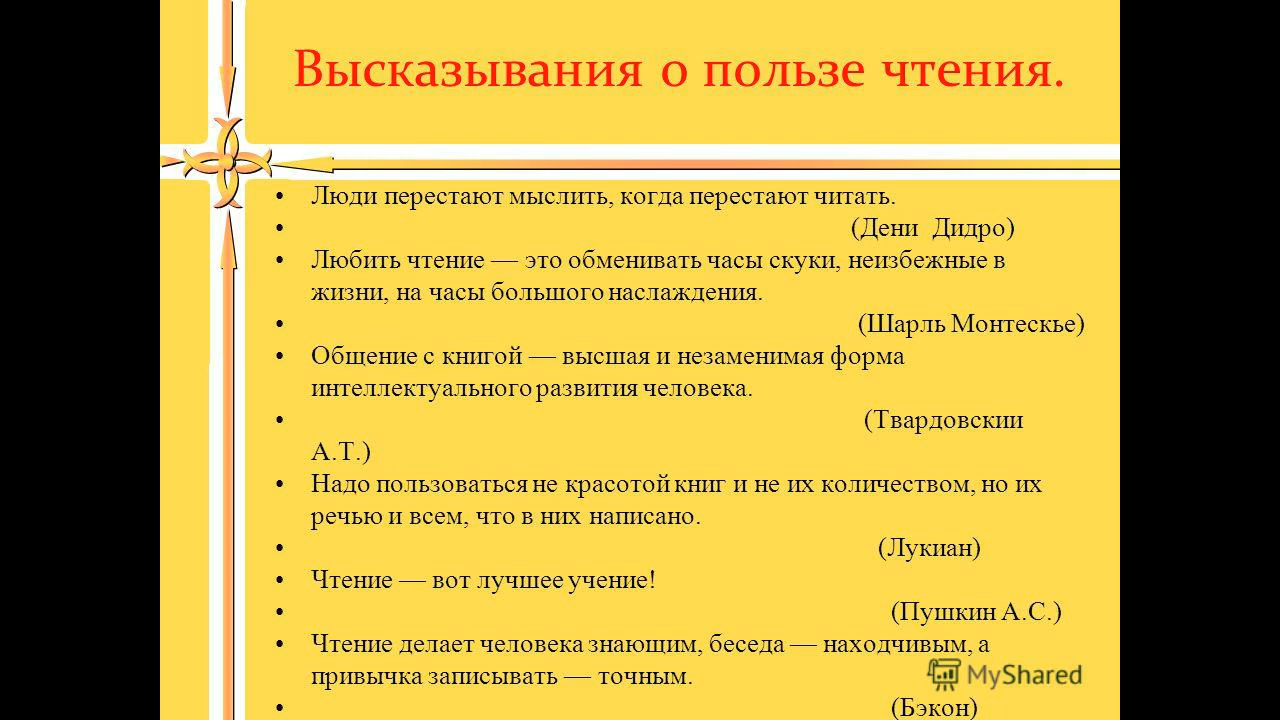 Высказывания о пользе чтения.
• Люди перестают мыслить, когда перестают читать.
• (Дени Дидро)
• Любить чтение — это обменивать часы скуки, неизбежные в
жизни, на часы большого наслаждения.
• (Шарль Монтескье)
• Общение с книгой — высшая и незаменимая форма
интеллектуального развития человека.
• (Твардовскии
А.Т.)
• Надо пользоваться не красотой книг и не их количеством, но их
речью и всем, что в них написано.
• (Лукиан)
• Чтение — вот лучшее учение!
• (Пушкин А.С.)
• Чтение делает человека знающим, беседа — находчивым, а
привычка записывать — точным.
• (Бэкон)
MyShared